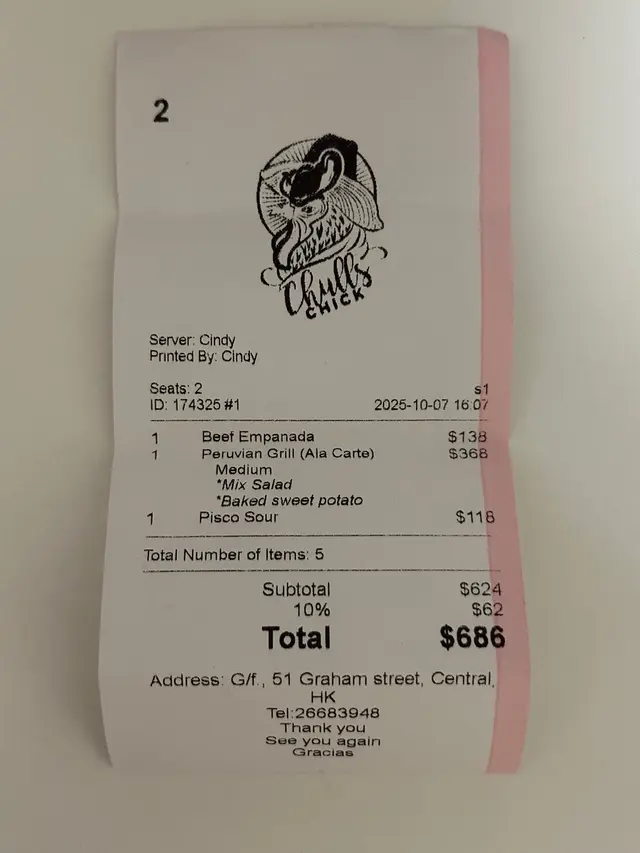 2
Chulls
CHICK
Server: Cindy
Printed By: Cindy
Seats: 2 s1
ID: 174325 #1 2025-10-07 16:07
1 Beef Empanada $138
1 Peruvian Grill (Ala Carte) $368
Medium
*Mix Salad
*Baked sweet potato
1 Pisco Sour $118
Total Number of Items: 5
Subtotal $624
10% $62
Total $686
Address: G/f., 51 Graham street, Central,
HK
Tel:26683948
Thank you
See you again
Gracias